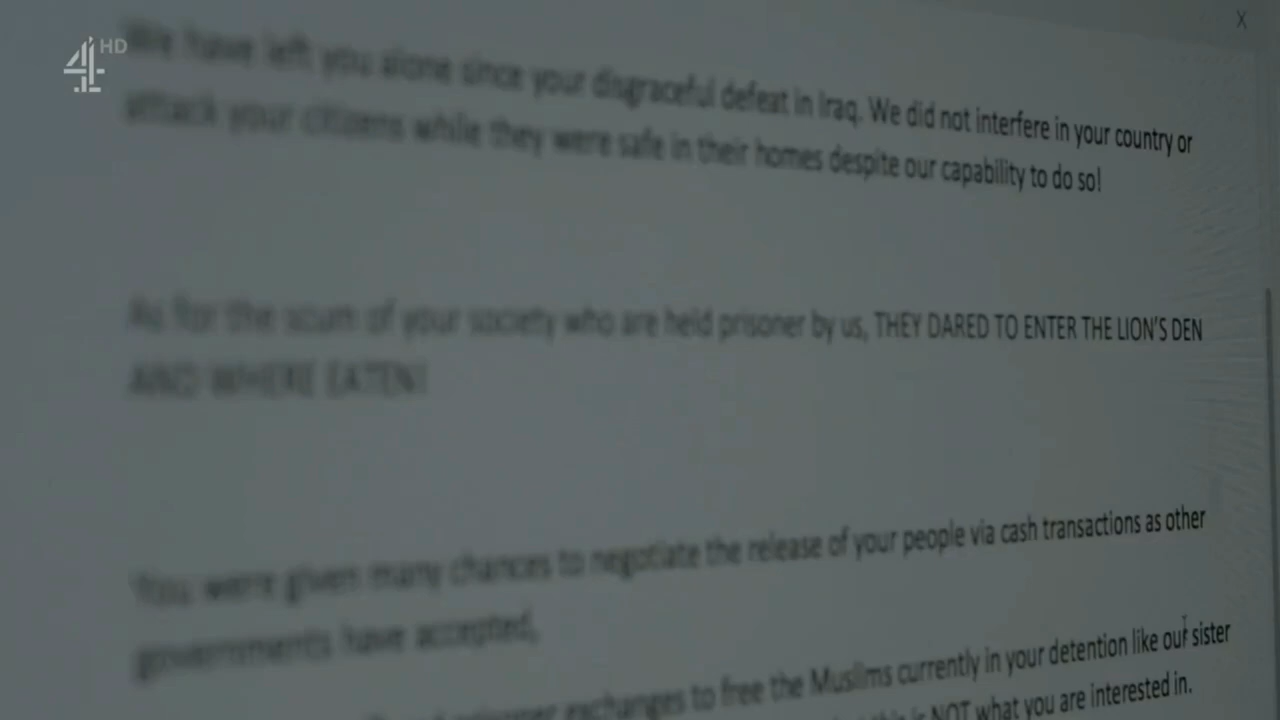 X
4 HD
We have left you alone since your disgraceful defeat in Iraq. We did not interfere in your country or
attack your citizens while they were safe in their homes despite our capability to do so!
As for the scum of your society who are held prisoner by us, THEY DARED TO ENTER THE LION'S DEN
AND WHERE EATEN!
You were given many chances to negotiate the release of your people via cash transactions as other
governments have accepted,
prisoner exchanges to free the Muslims currently in your detention like our sister
this is NOT what you are interested in.